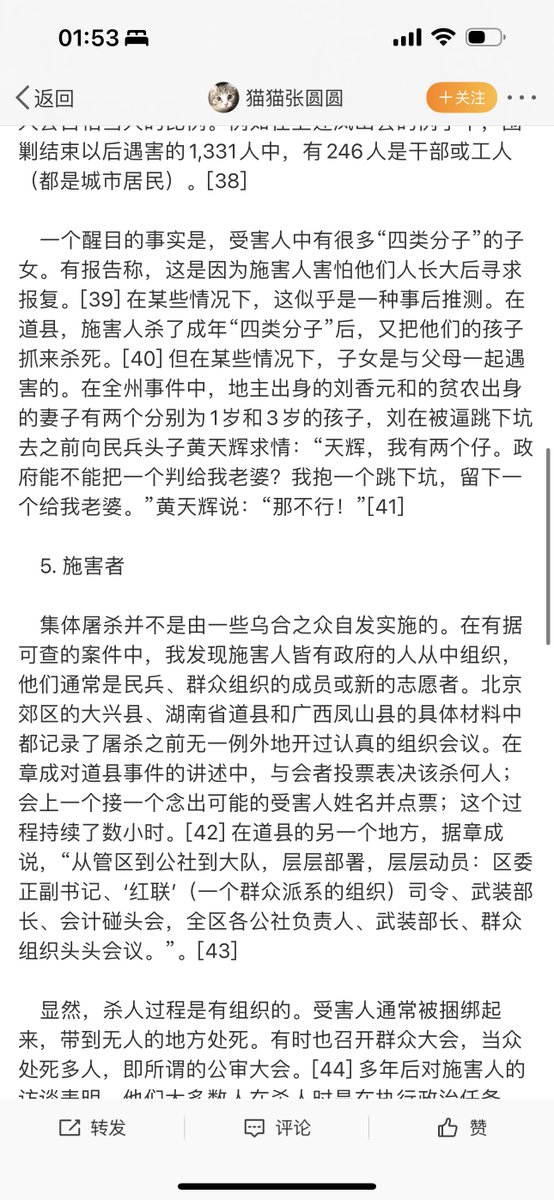 01:53
返回
猫猫张圆圆
+关注
剿结束以后遇害的1,331人中，有246人是干部或工人
（都是城市居民）。[38]
一个醒目的事实是，受害人中有很多“四类分子”的子
女。有报告称，这是因为施害人害怕他们人长大后寻求
报复。[39] 在某些情况下，这似乎是一种事后推测。在
道县，施害人杀了成年“四类分子”后，又把他们的孩子
抓来杀死。[40] 但在某些情况下，子女是与父母一起遇
害的。在全州事件中，地主出身的刘香元和的贫农出身
的妻子有两个分别为1岁和3岁的孩子，刘在被逼跳下坑
去之前向民兵头子黄天辉求情：“天辉，我有两个仔。政
府能不能把一个判给我老婆？我抱一个跳下坑，留下一
个给我老婆。”黄天辉说：“那不行！”[41]
5. 施害者
集体屠杀并不是由一些乌合之众自发实施的。在有据
可查的案件中，我发现施害人皆有政府的人从中组织，
他们通常是民兵、群众组织的成员或新的志愿者。北京
郊区的大兴县、湖南省道县和广西凤山县的具体材料中
都记录了屠杀之前无一例外地开过认真的组织会议。在
章成对道县事件的讲述中，与会者投票表决该杀何人；
会上一个接一个念出可能的受害人姓名并点票；这个过
程持续了数小时。[42] 在道县的另一个地方，据章成
说，“从管区到公社到大队，层层部署，层层动员：区委
正副书记、‘红联’（一个群众派系的组织）司令、武装部
长、会计碰头会，全区各公社负责人、武装部长、群众
组织头头会议。”。[43]
显然，杀人过程是有组织的。受害人通常被捆绑起
来，带到无人的地方处死。有时也召开群众大会，当众
处死多人，即所谓的公审大会。[44] 多年后对施害人的
访谈表明，他们大多数人在杀人时是在执行政治任务
转发
评论
赞